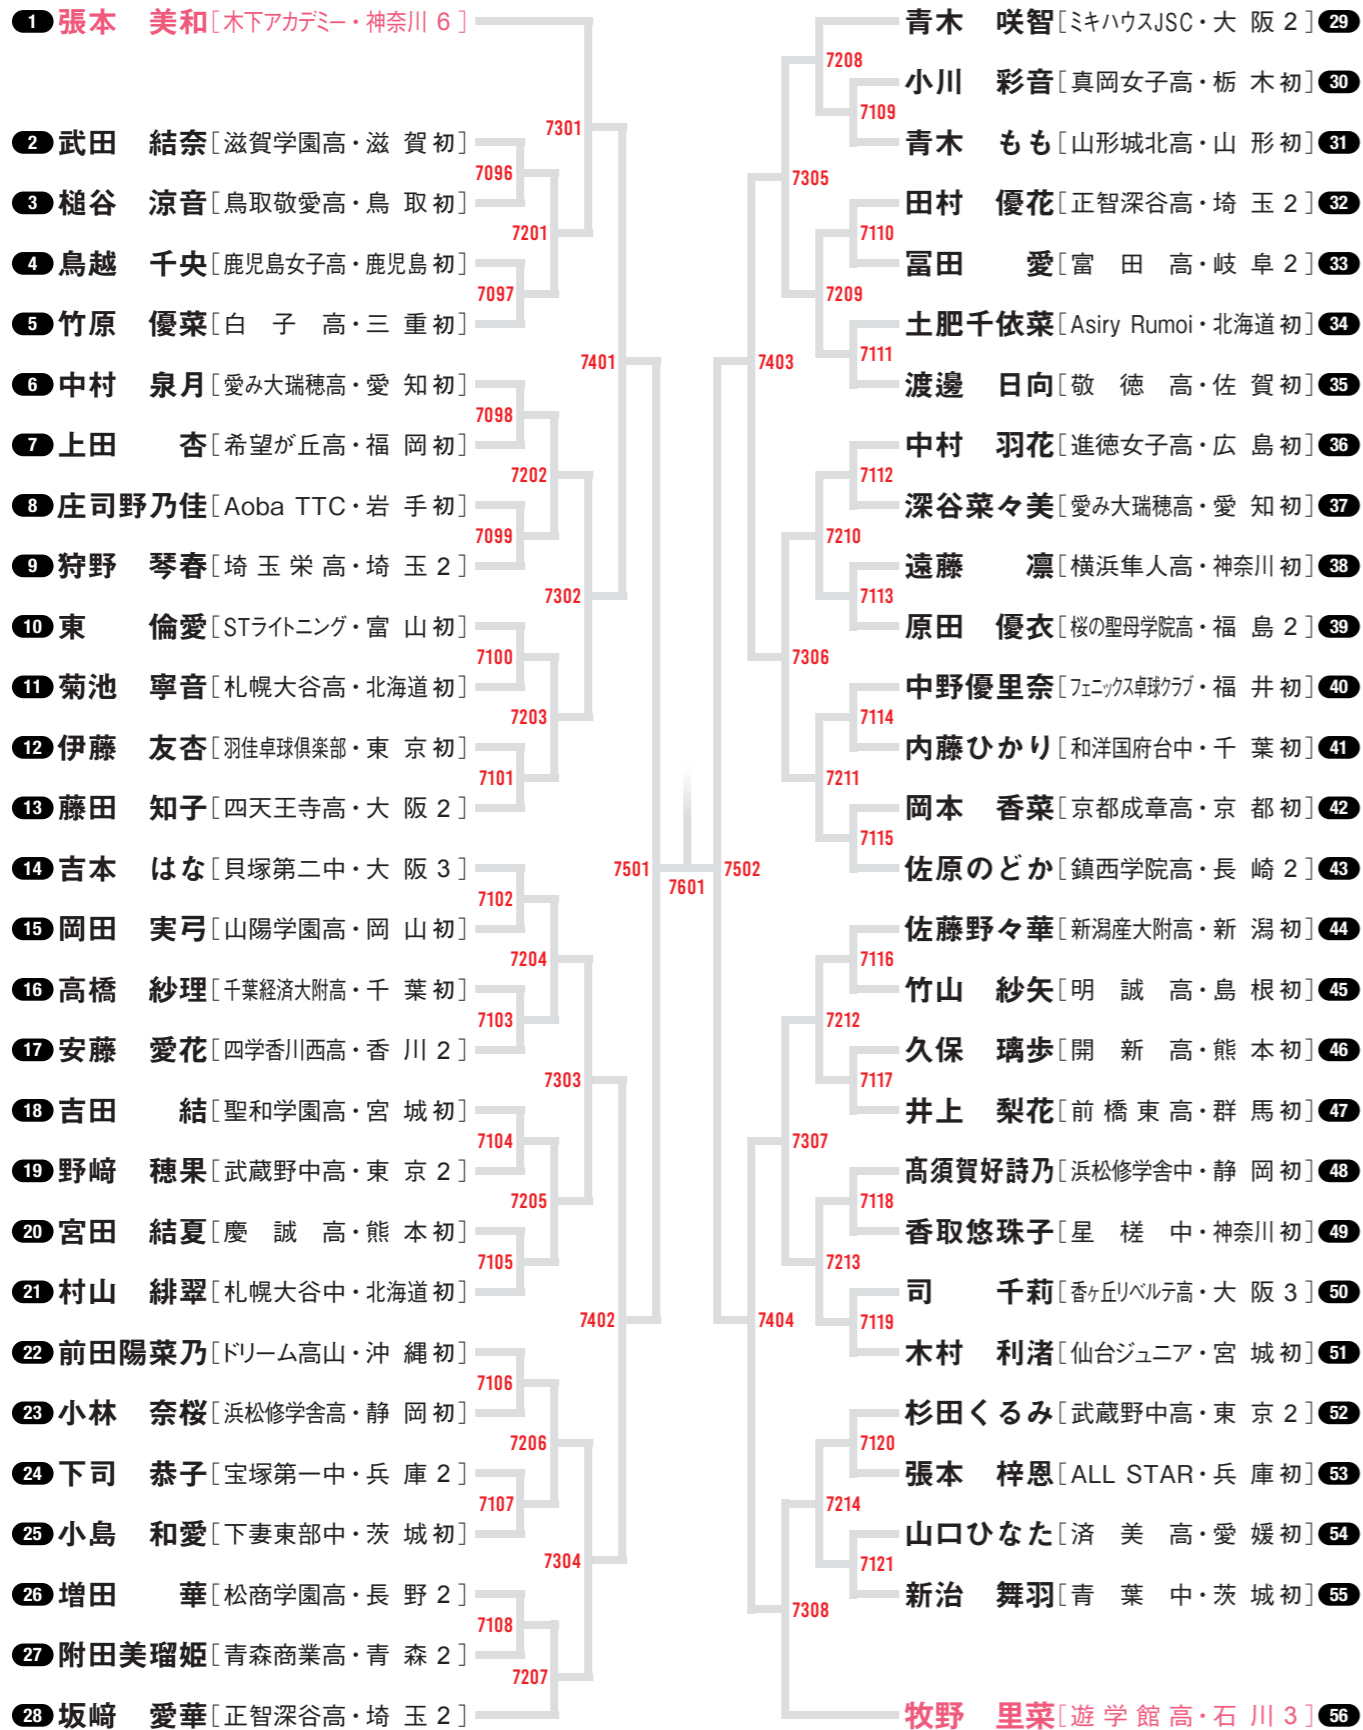 1 張本 美和［木下アカデミー・神奈川 6］
2 武田 結奈［滋賀学園高・滋賀 初］
3 槌谷 涼音［鳥取敬愛高・鳥取 初］
4 鳥越 千央［鹿児島女子高・鹿児島 初］
5 竹原 優菜［白子高・三重 初］
6 中村 泉月［愛み大瑞穂高・愛知 初］
7 上田 杏［希望が丘高・福岡 初］
8 庄司野乃佳［Aoba TTC・岩手 初］
9 狩野 琴春［埼玉栄高・埼玉 2］
10 東 倫愛［STライトニング・富山 初］
11 菊池 寧音［札幌大谷高・北海道 初］
12 伊藤 友杏［羽佳卓球倶楽部・東京 初］
13 藤田 知子［四天王寺高・大阪 2］
14 吉本 はな［貝塚第二中・大阪 3］
15 岡田 実弓［山陽学園高・岡山 初］
16 高橋 紗理［千葉経済大附高・千葉 初］
17 安藤 愛花［四学香川西高・香川 2］
18 吉田 結［聖和学園高・宮城 初］
19 野﨑 穂果［武蔵野中高・東京 2］
20 宮田 結夏［慶誠高・熊本 初］
21 村山 緋翠［札幌大谷中・北海道 初］
22 前田陽菜乃［ドリーム高山・沖縄 初］
23 小林 奈桜［浜松修学舎高・静岡 初］
24 下司 恭子［宝塚第一中・兵庫 2］
25 小島 和愛［下妻東部中・茨城 初］
26 増田 華［松商学園高・長野 2］
27 附田美瑠姫［青森商業高・青森 2］
28 坂﨑 愛華［正智深谷高・埼玉 2］
7096
7097
7098
7099
7100
7101
7102
7103
7104
7105
7106
7107
7108
7201
7202
7203
7204
7205
7206
7207
7301
7302
7303
7304
7401
7402
7501
7601
7502
7403
7404
7305
7306
7307
7308
7208
7209
7210
7211
7212
7213
7214
7109
7110
7111
7112
7113
7114
7115
7116
7117
7118
7119
7120
7121
青木 咲智［ミキハウスJSC・大阪 2］29
小川 彩音［真岡女子高・栃木 初］30
青木 もも［山形城北高・山形 初］31
田村 優花［正智深谷高・埼玉 2］32
冨田 愛［富田高・岐阜 2］33
土肥千依菜［Asiry Rumoi・北海道 初］34
渡邊 日向［敬徳高・佐賀 初］35
中村 羽花［進徳女子高・広島 初］36
深谷菜々美［愛み大瑞穂高・愛知 初］37
遠藤 凛［横浜隼人高・神奈川 初］38
原田 優衣［桜の聖母学院高・福島 2］39
中野優里奈［フェニックス卓球クラブ・福井 初］40
内藤ひかり［和洋国府台中・千葉 初］41
岡本 香菜［京都成章高・京都 初］42
佐原のどか［鎮西学院高・長崎 2］43
佐藤野々華［新潟産大附高・新潟 初］44
竹山 紗矢［明誠高・島根 初］45
久保 璃歩［開新高・熊本 初］46
井上 梨花［前橋東高・群馬 初］47
髙須賀好詩乃［浜松修学舎中・静岡 初］48
香取悠珠子［星槎中・神奈川 初］49
司 千莉［香ヶ丘リベルテ高・大阪 3］50
木村 利渚［仙台ジュニア・宮城 初］51
杉田くるみ［武蔵野中高・東京 2］52
張本 梓恩［ALL STAR・兵庫 初］53
山口ひなた［済美高・愛媛 初］54
新治 舞羽［青葉中・茨城 初］55
牧野 里菜［遊学館高・石川 3］56